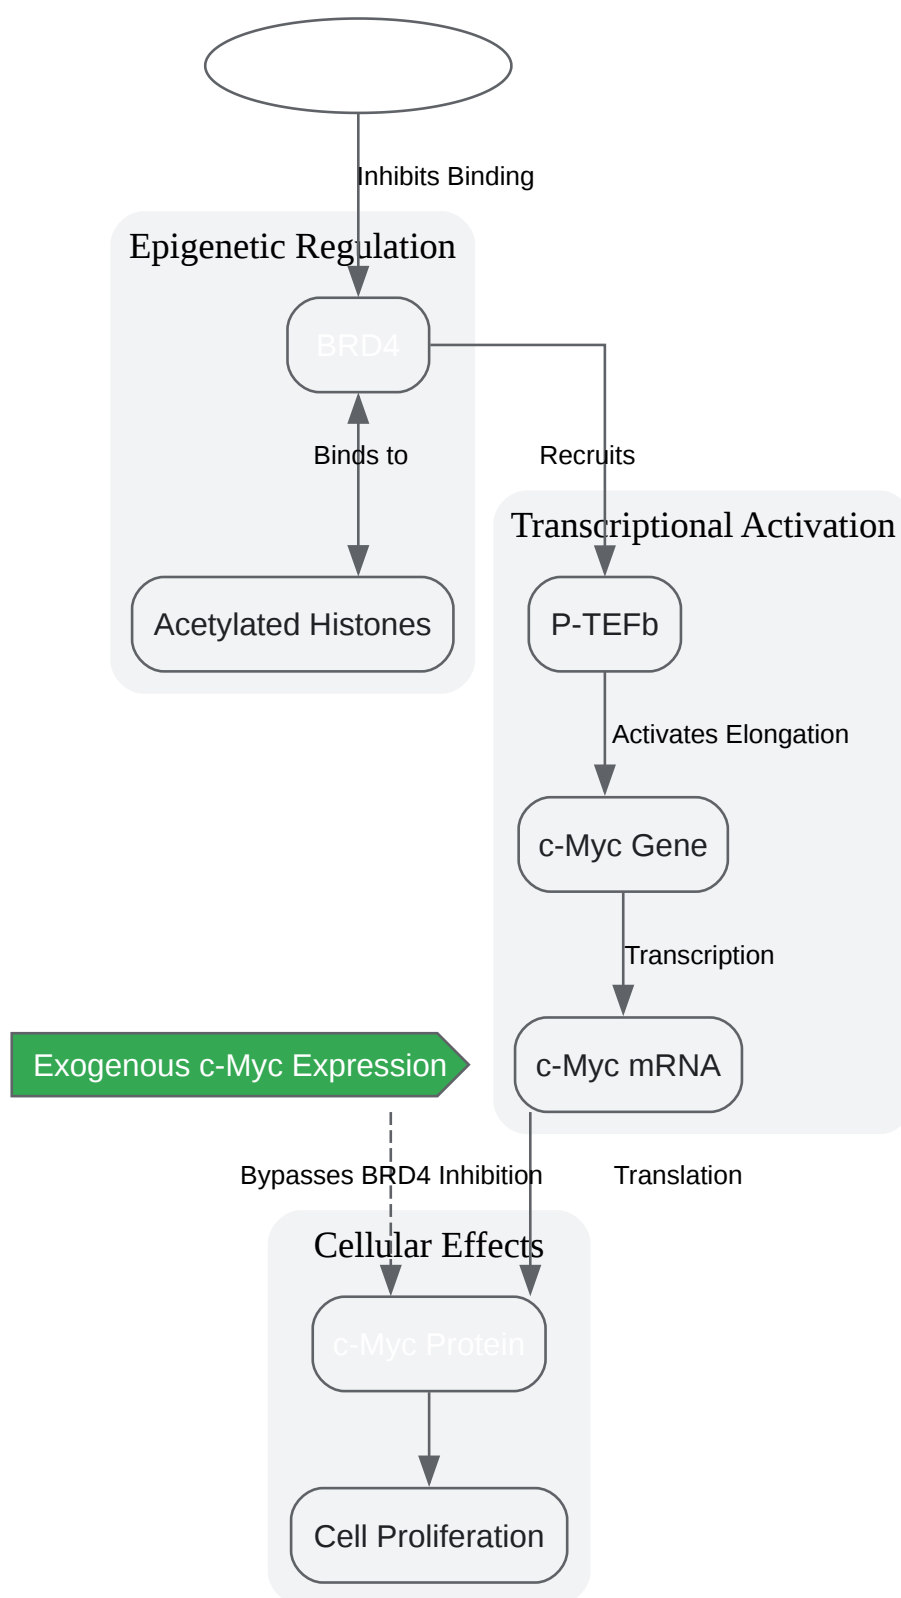 Inhibits Binding
Epigenetic Regulation
BRD4
Binds to
Recruits
Acetylated Histones
Transcriptional Activation
P-TEFb
Activates Elongation
c-Myc Gene
Transcription
Exogenous c-Myc Expression
c-Myc mRNA
Bypasses BRD4 Inhibition
Translation
Cellular Effects
c-Myc Protein
Cell Proliferation